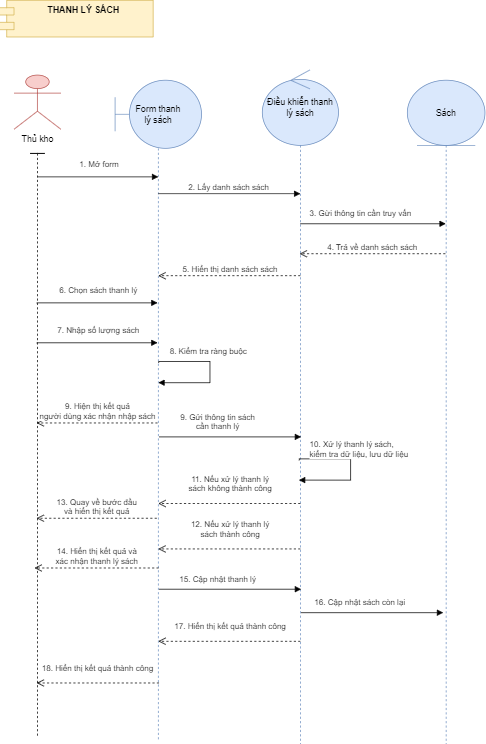 THANH LÝ SÁCH
Thủ kho
Form thanh
lý sách
Điều khiển thanh
lý sách
Sách
1. Mở form
2. Lấy danh sách sách
3. Gửi thông tin cần truy vấn
4. Trả về danh sách sách
5. Hiển thị danh sách sách
6. Chọn sách thanh lý
7. Nhập số lượng sách
8. Kiểm tra ràng buộc
9. Hiện thị kết quả
người dùng xác nhận nhập sách
9. Gửi thông tin sách
cần thanh lý
10. Xử lý thanh lý sách,
kiểm tra dữ liệu, lưu dữ liệu
11. Nếu xử lý thanh lý
sách không thành công
13. Quay về bước đầu
và hiển thị kết quả
12. Nếu xử lý thanh lý
sách thành công
14. Hiển thị kết quả và
xác nhận thanh lý sách
15. Cập nhật thanh lý
16. Cập nhật sách còn lại
17. Hiển thị kết quả thành công
18. Hiển thị kết quả thành công